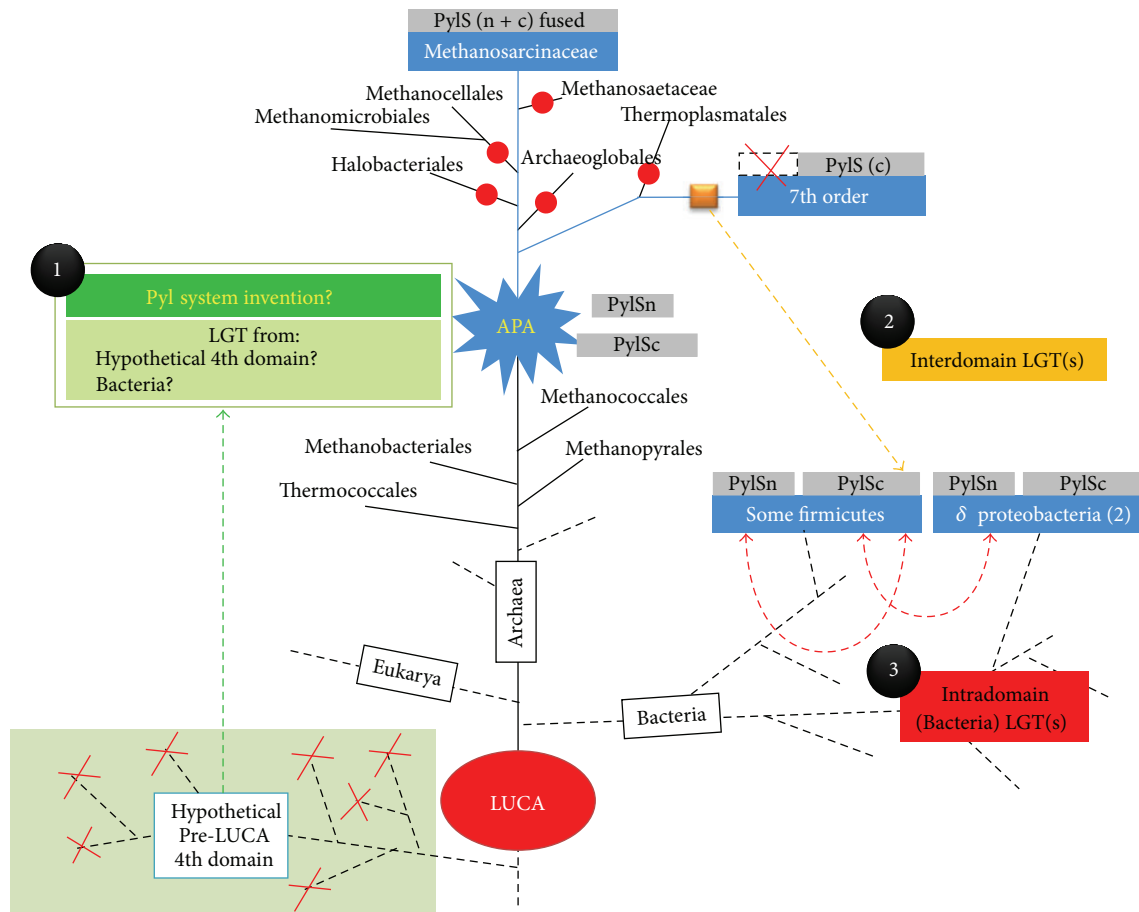 PylS (n + c) fused
Methanosarcinaceae
Methanocellales
Methanosaetaceae
Methanomicrobiales
Thermoplasmatales
Halobacteriales
Archaeoglobales
PylS (c)
7th order
1
Pyl system invention?
LGT from:
Hypothetical 4th domain?
Bacteria?
APA
PylSn
PylSc
2
Interdomain LGT(s)
Methanococcales
Methanobacteriales
Methanopyrales
Thermococcales
PylSn
PylSc
PylSn
PylSc
Some firmicutes
δ proteobacteria (2)
Archaea
Eukarya
Bacteria
3
Intradomain
(Bacteria) LGT(s)
LUCA
Hypothetical
Pre-LUCA
4th domain